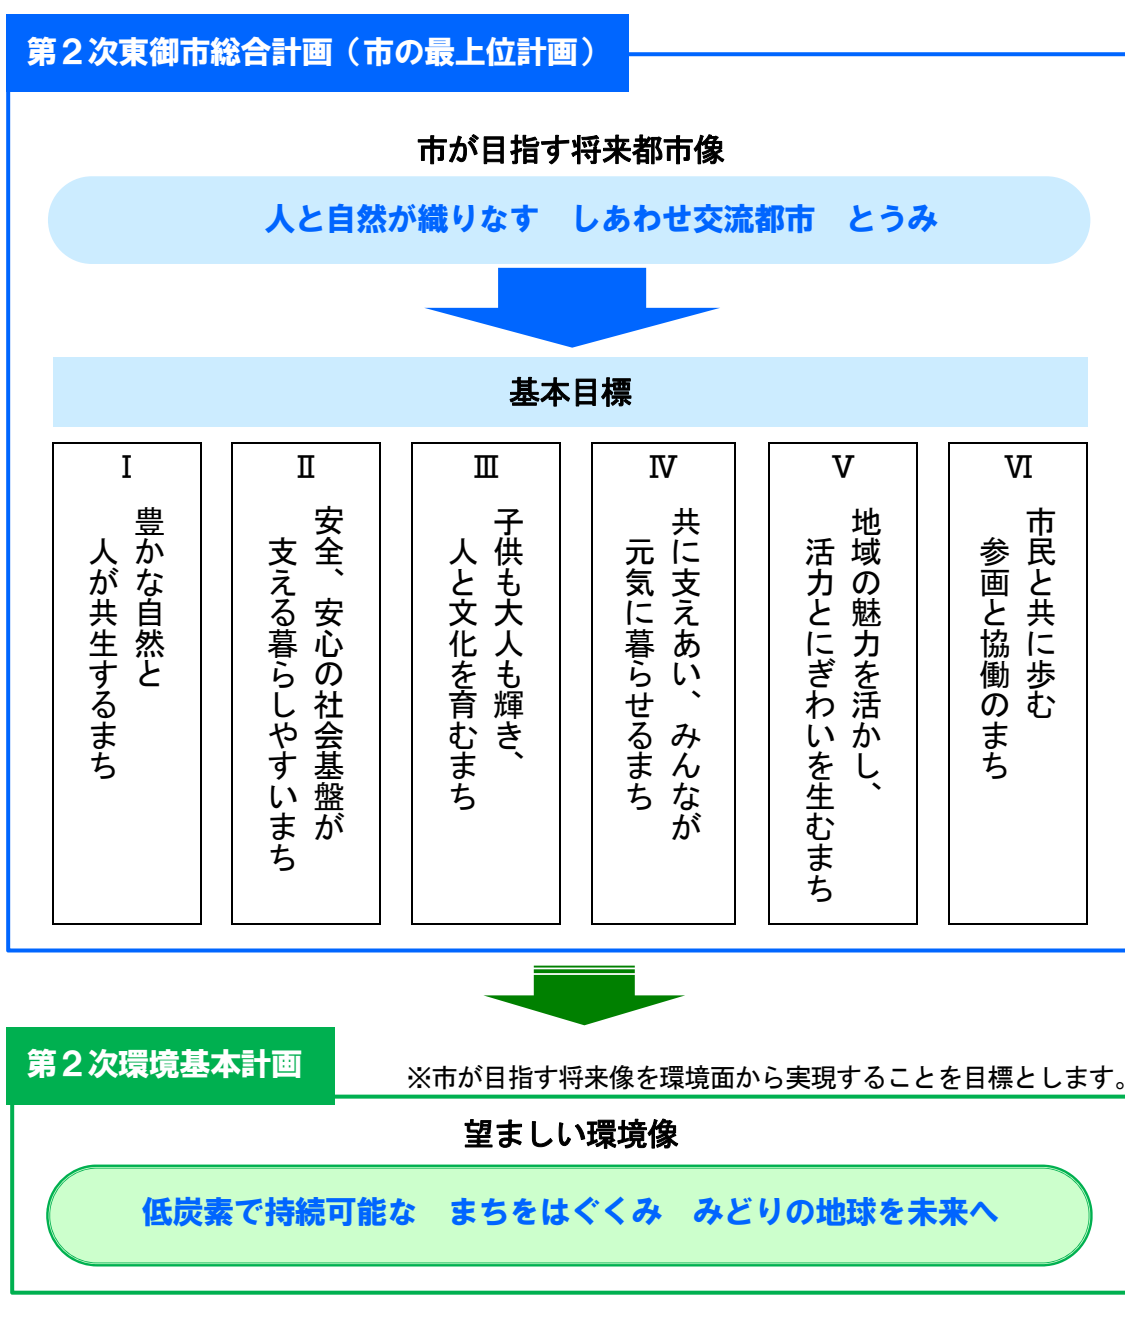 第２次東御市総合計画（市の最上位計画）
市が目指す将来都市像
人と自然が織りなす　しあわせ交流都市　とうみ
基本目標
Ⅰ
豊かな自然と
人が共生するまち
Ⅱ
安全、安心の社会基盤が
支える暮らしやすいまち
Ⅲ
子供も大人も輝き、
人と文化を育むまち
Ⅳ
共に支えあい、みんなが
元気に暮らせるまち
Ⅴ
地域の魅力を活かし、
活力とにぎわいを生むまち
Ⅵ
市民と共に歩む
参画と協働のまち
第２次環境基本計画
※市が目指す将来像を環境面から実現することを目標とします。
望ましい環境像
低炭素で持続可能な　まちをはぐくみ　みどりの地球を未来へ